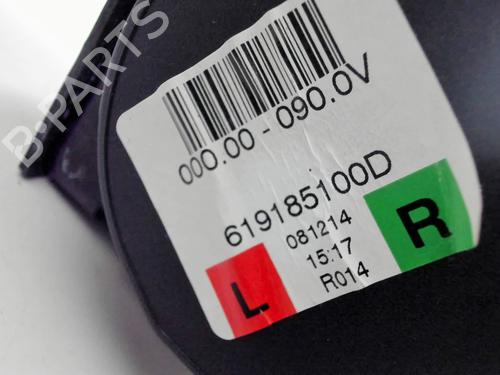 B-PARTS
000.00 - 090.0V
619185100D
081214
15:17
R014
L
R